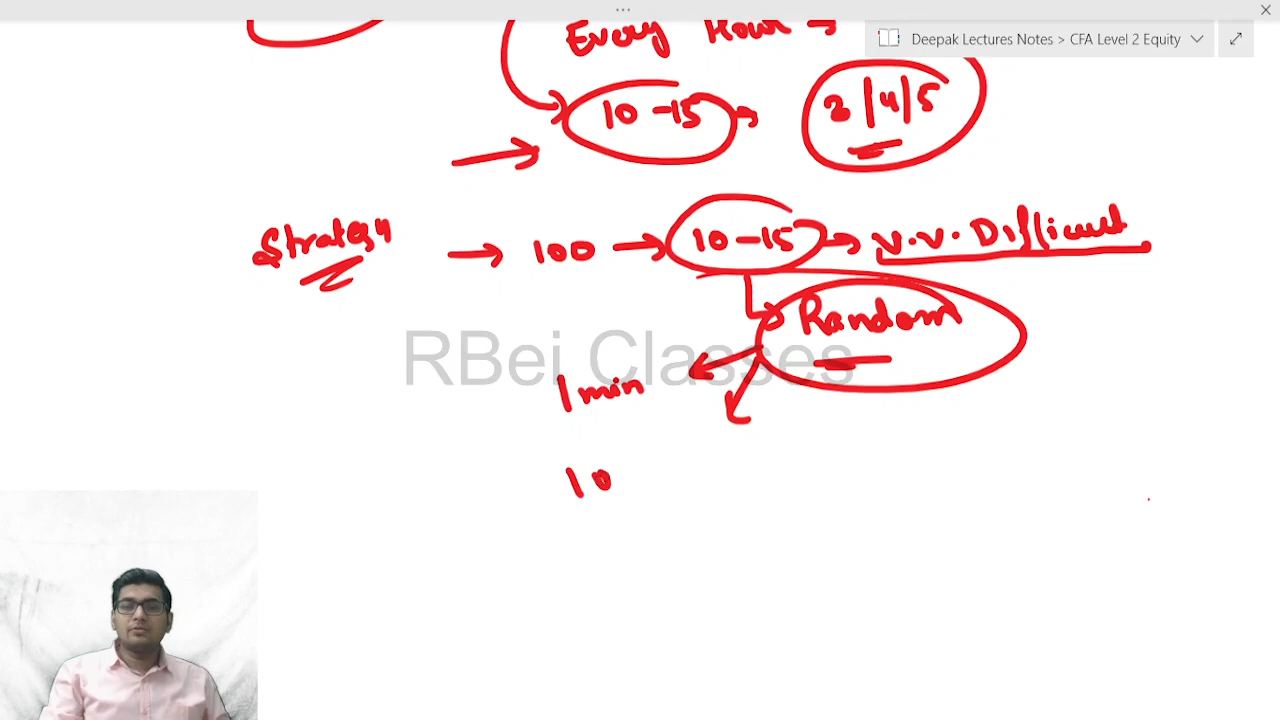 ...
Every Hour →
Deepak Lectures Notes > CFA Level 2 Equity
10-15 → 2/4/5
→
Strategy → 100 → 10-15 → V.V. Difficult
Random
RBei Classes
1 min
10